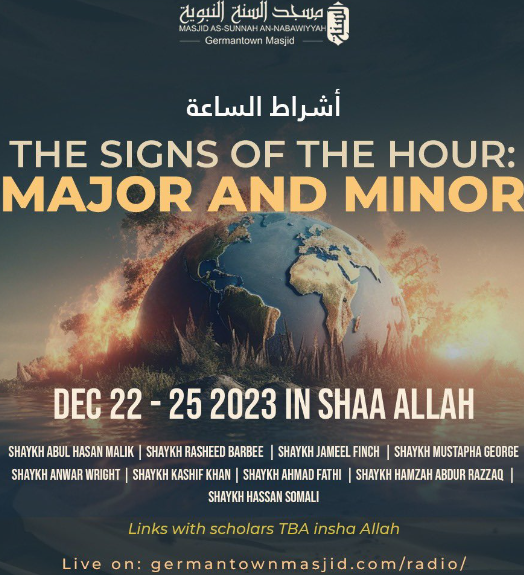 مسجد السنة النبوية
السنة
MASJID AS-SUNNAH AN-NABAWIYYAH
Germantown Masjid
أشراط الساعة
THE SIGNS OF THE HOUR:
MAJOR AND MINOR
DEC 22 - 25 2023 IN SHAA ALLAH
SHAYKH ABUL HASAN MALIK | SHAYKH RASHEED BARBEE | SHAYKH JAMEEL FINCH | SHAYKH MUSTAPHA GEORGE
SHAYKH ANWAR WRIGHT | SHAYKH KASHIF KHAN | SHAYKH AHMAD FATHI | SHAYKH HAMZAH ABDUR RAZZAQ |
SHAYKH HASSAN SOMALI
Links with scholars TBA insha Allah
Live on: germantownmasjid.com/radio/